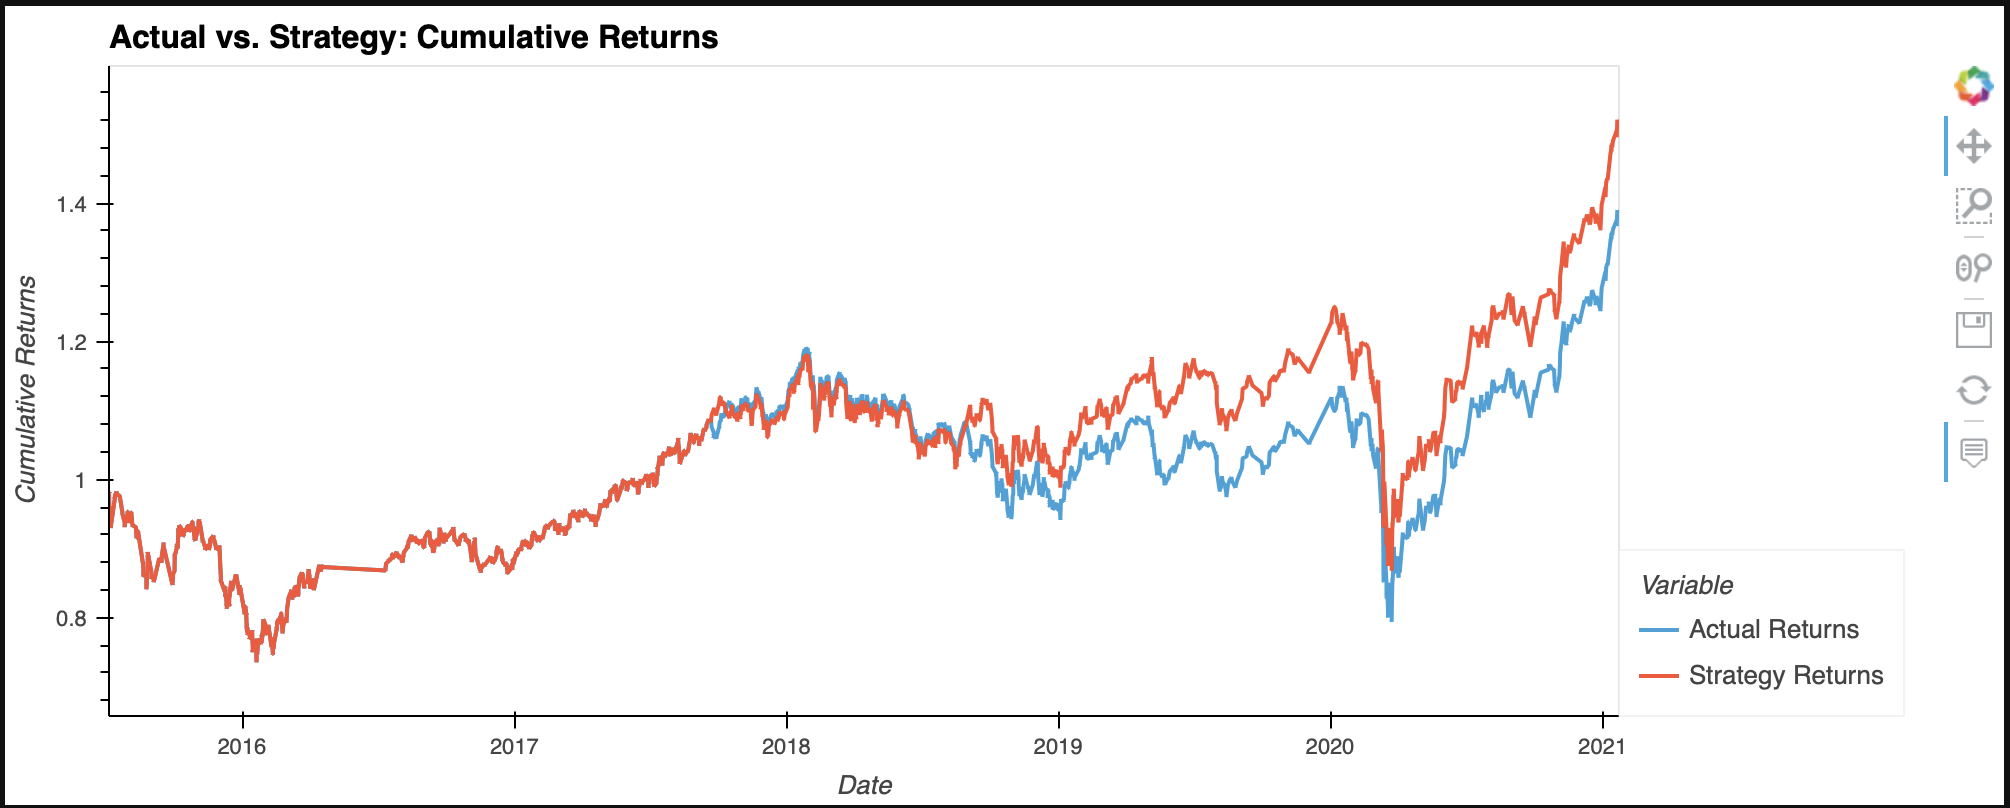 Actual vs. Strategy: Cumulative Returns
Cumulative Returns
1.4
1.2
1
0.8
2016
2017
2018
2019
2020
2021
Date
Variable
Actual Returns
Strategy Returns